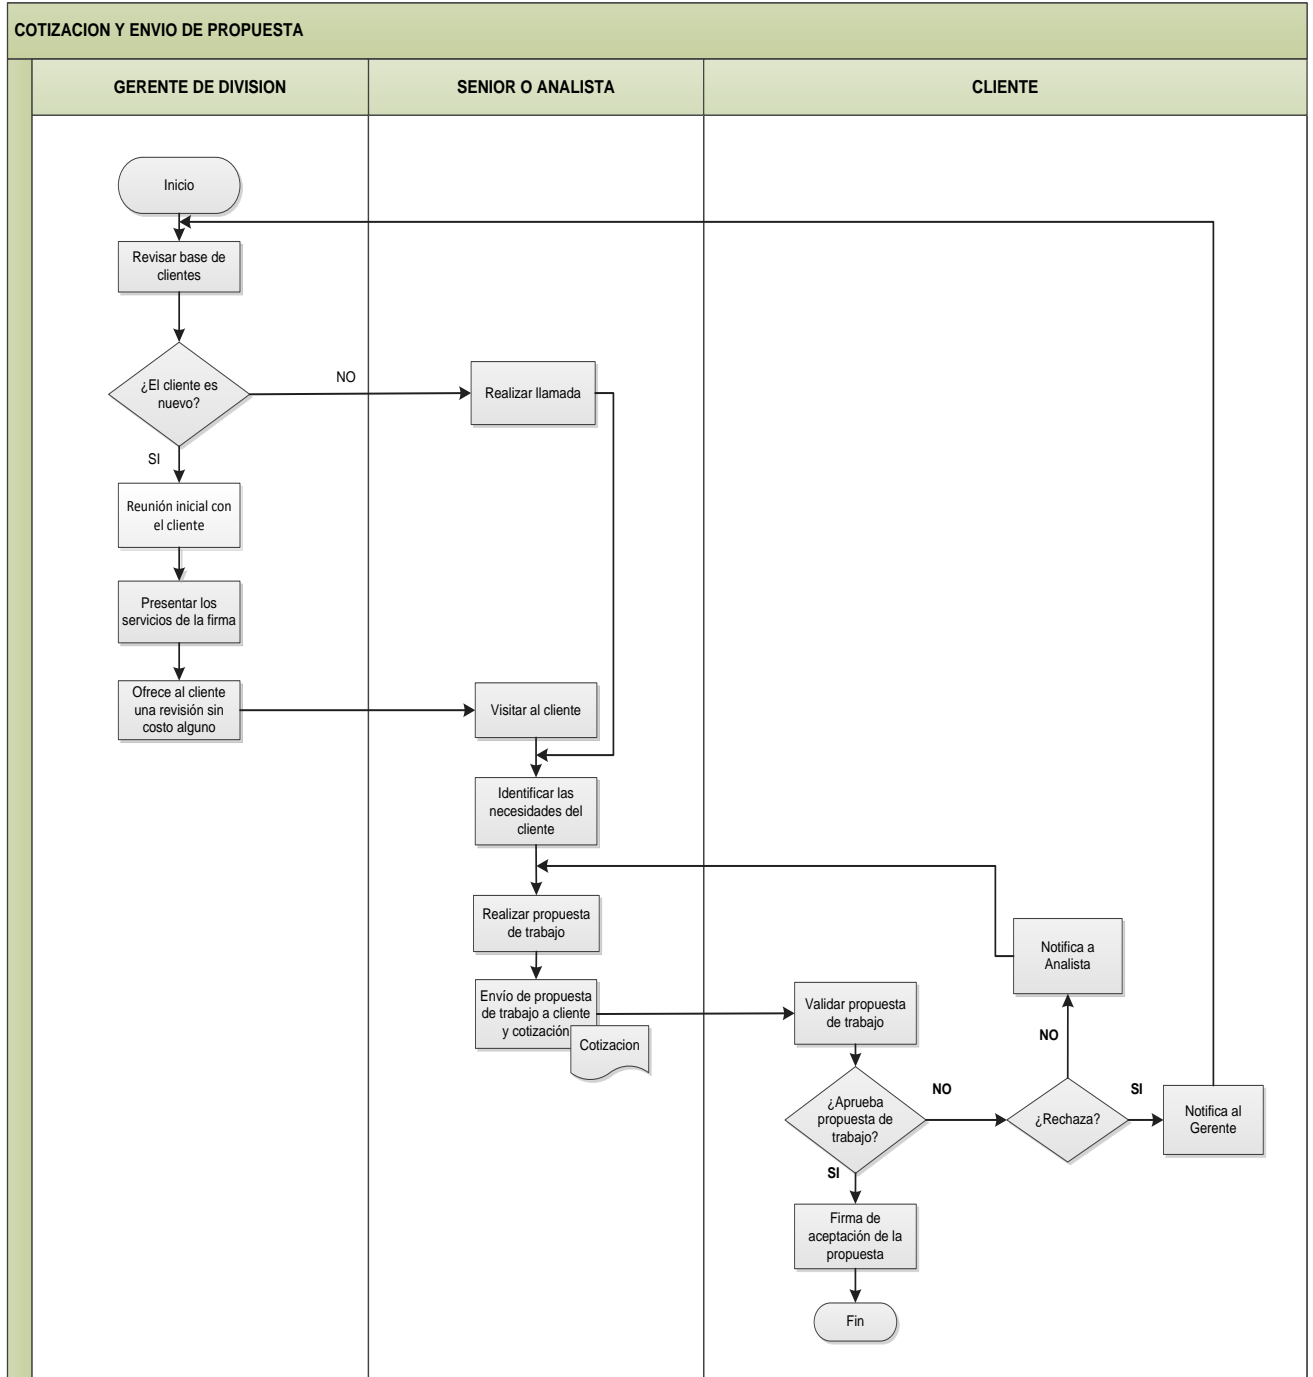 COTIZACION Y ENVIO DE PROPUESTA
GERENTE DE DIVISION
SENIOR O ANALISTA
CLIENTE
Inicio
Revisar base de
clientes
¿El cliente es
nuevo?
NO
Realizar llamada
SI
Reunión inicial con
el cliente
Presentar los
servicios de la firma
Ofrece al cliente
una revisión sin
costo alguno
Visitar al cliente
Identificar las
necesidades del
cliente
Realizar propuesta
de trabajo
Envío de propuesta
de trabajo a cliente
y cotización
Cotizacion
Validar propuesta
de trabajo
¿Aprueba
propuesta de
trabajo?
NO
¿Rechaza?
NO
Notifica a
Analista
SI
Notifica al
Gerente
SI
Firma de
aceptación de la
propuesta
Fin